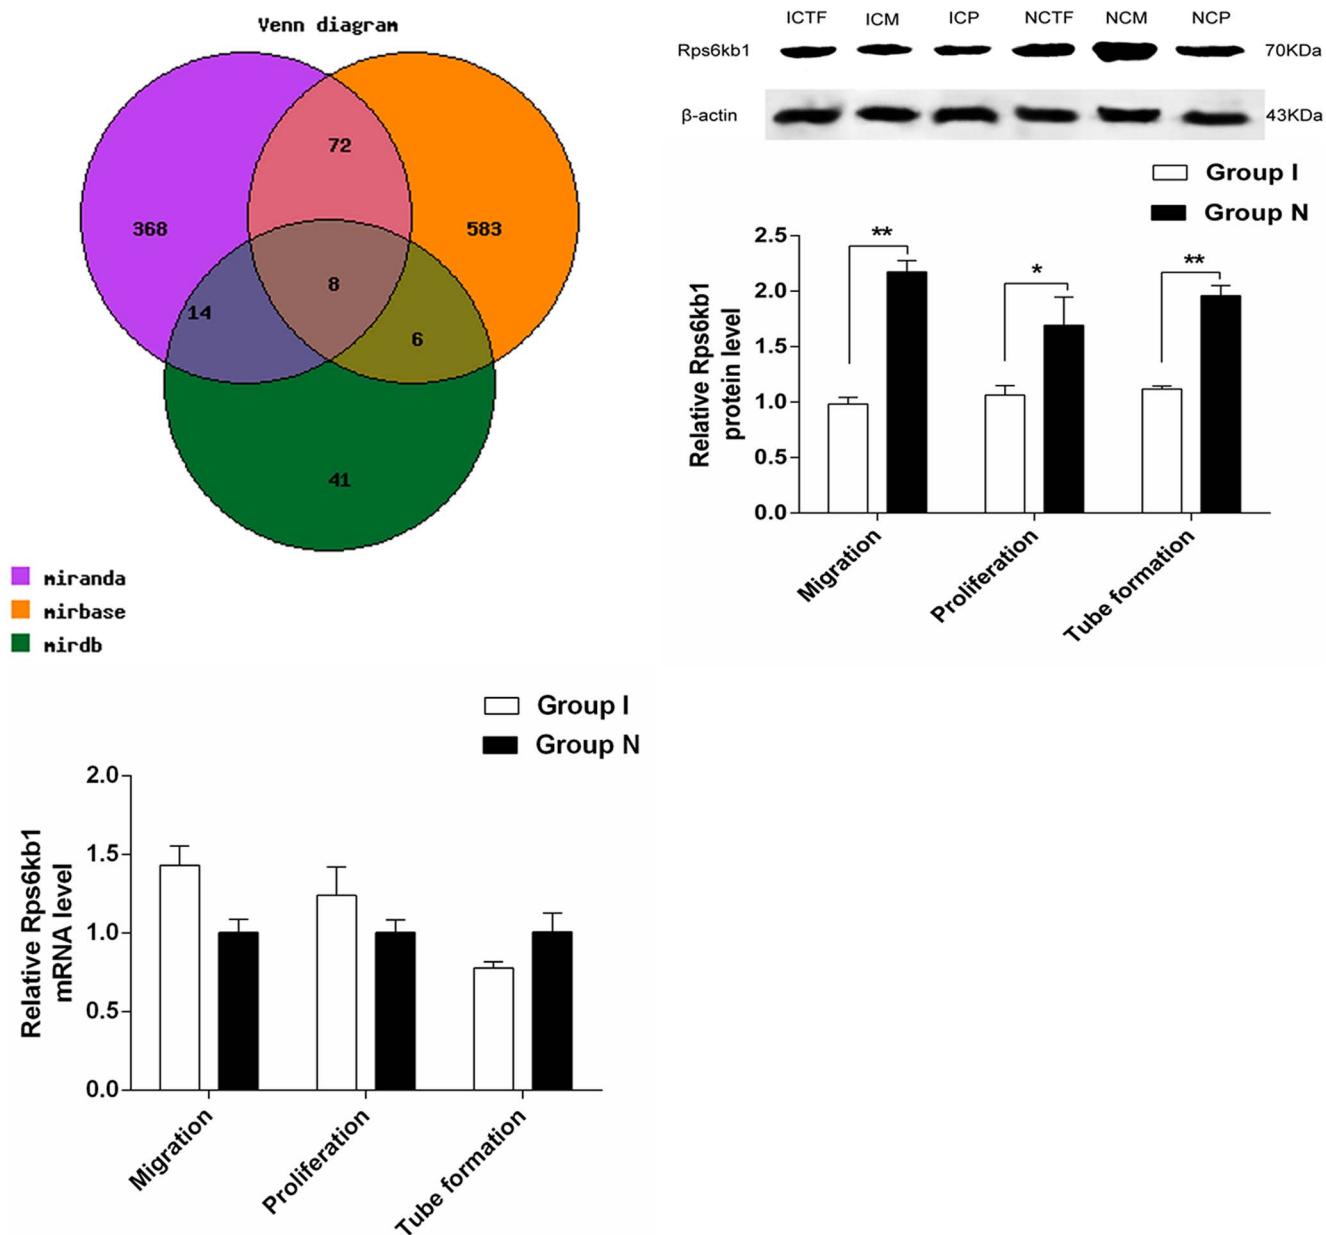 Venn diagram
72
368
583
8
14
6
41
miranda
mirbase
mirdb
ICTF ICM ICP NCTF NCM NCP
Rps6kb1 70KDa
β-actin 43KDa
Group I
Group N
Relative Rps6kb1
protein level
2.5
2.0
1.5
1.0
0.5
0.0
** * **
Migration
Proliferation
Tube formation
Group I
Group N
Relative Rps6kb1
mRNA level
2.0
1.5
1.0
0.5
0.0
Migration
Proliferation
Tube formation